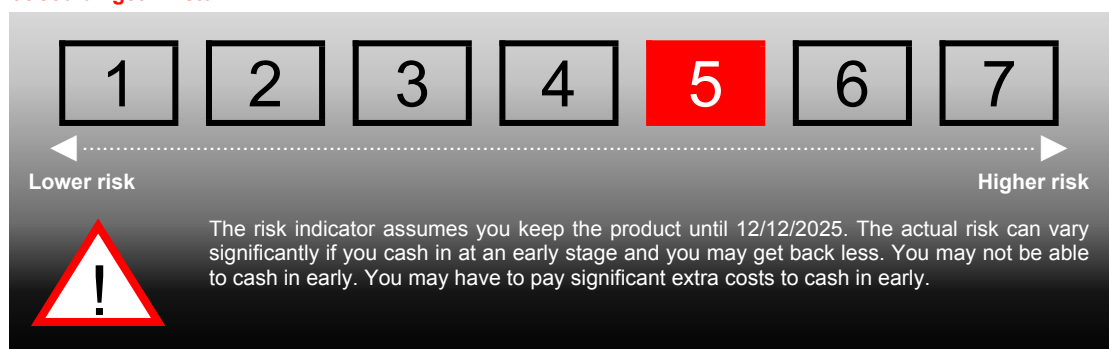 1 2 3 4 5 6 7
Lower risk Higher risk
The risk indicator assumes you keep the product until 12/12/2025. The actual risk can vary
significantly if you cash in at an early stage and you may get back less. You may not be able
to cash in early. You may have to pay significant extra costs to cash in early.
!